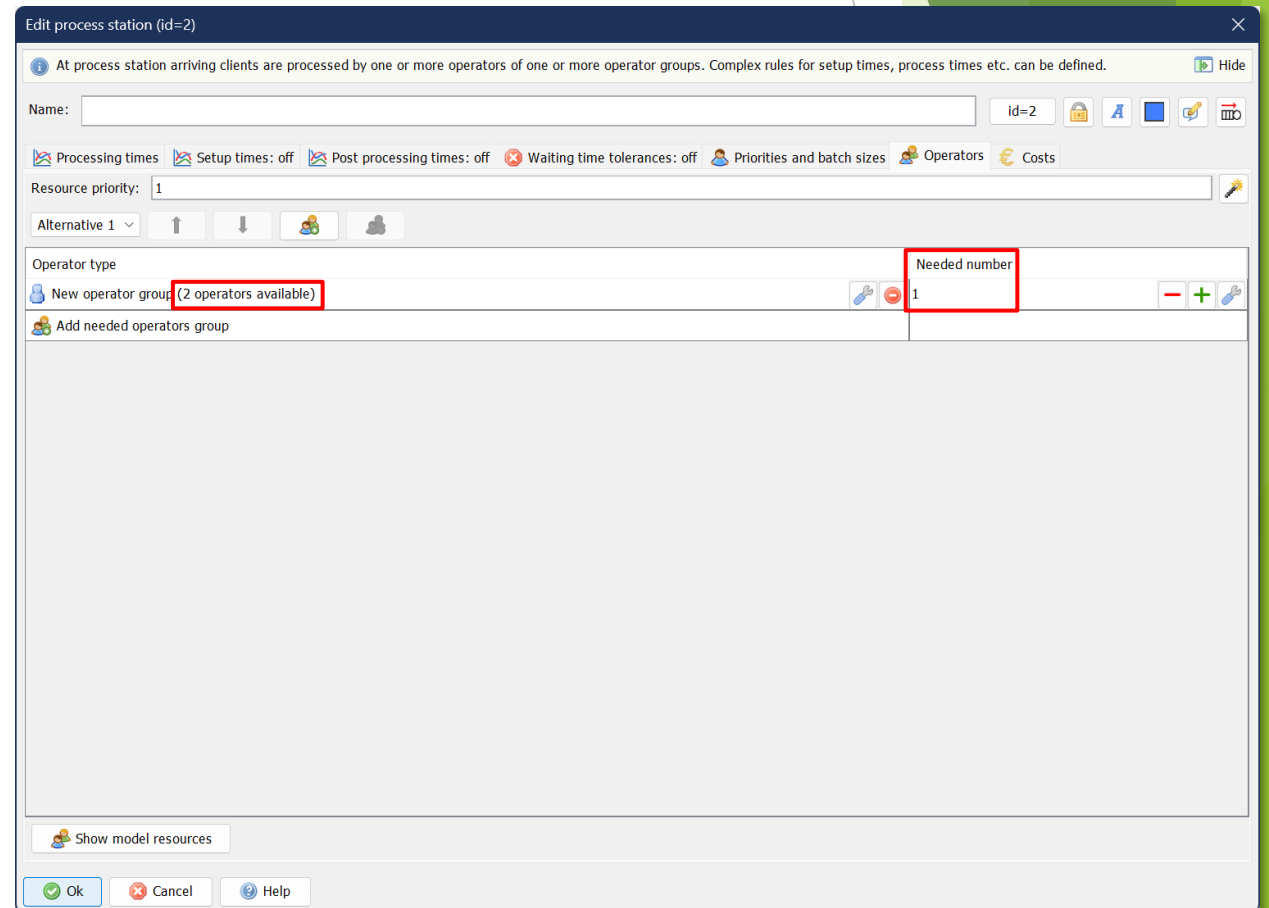 Edit process station (id=2)
At process station arriving clients are processed by one or more operators of one or more operator groups. Complex rules for setup times, process times etc. can be defined. Hide
Name: id=2 A
Processing times Setup times: off Post processing times: off Waiting time tolerances: off Priorities and batch sizes Operators Costs
Resource priority: 1
Alternative 1
Operator type Needed number
New operator group (2 operators available) 1
Add needed operators group
Show model resources
Ok Cancel Help